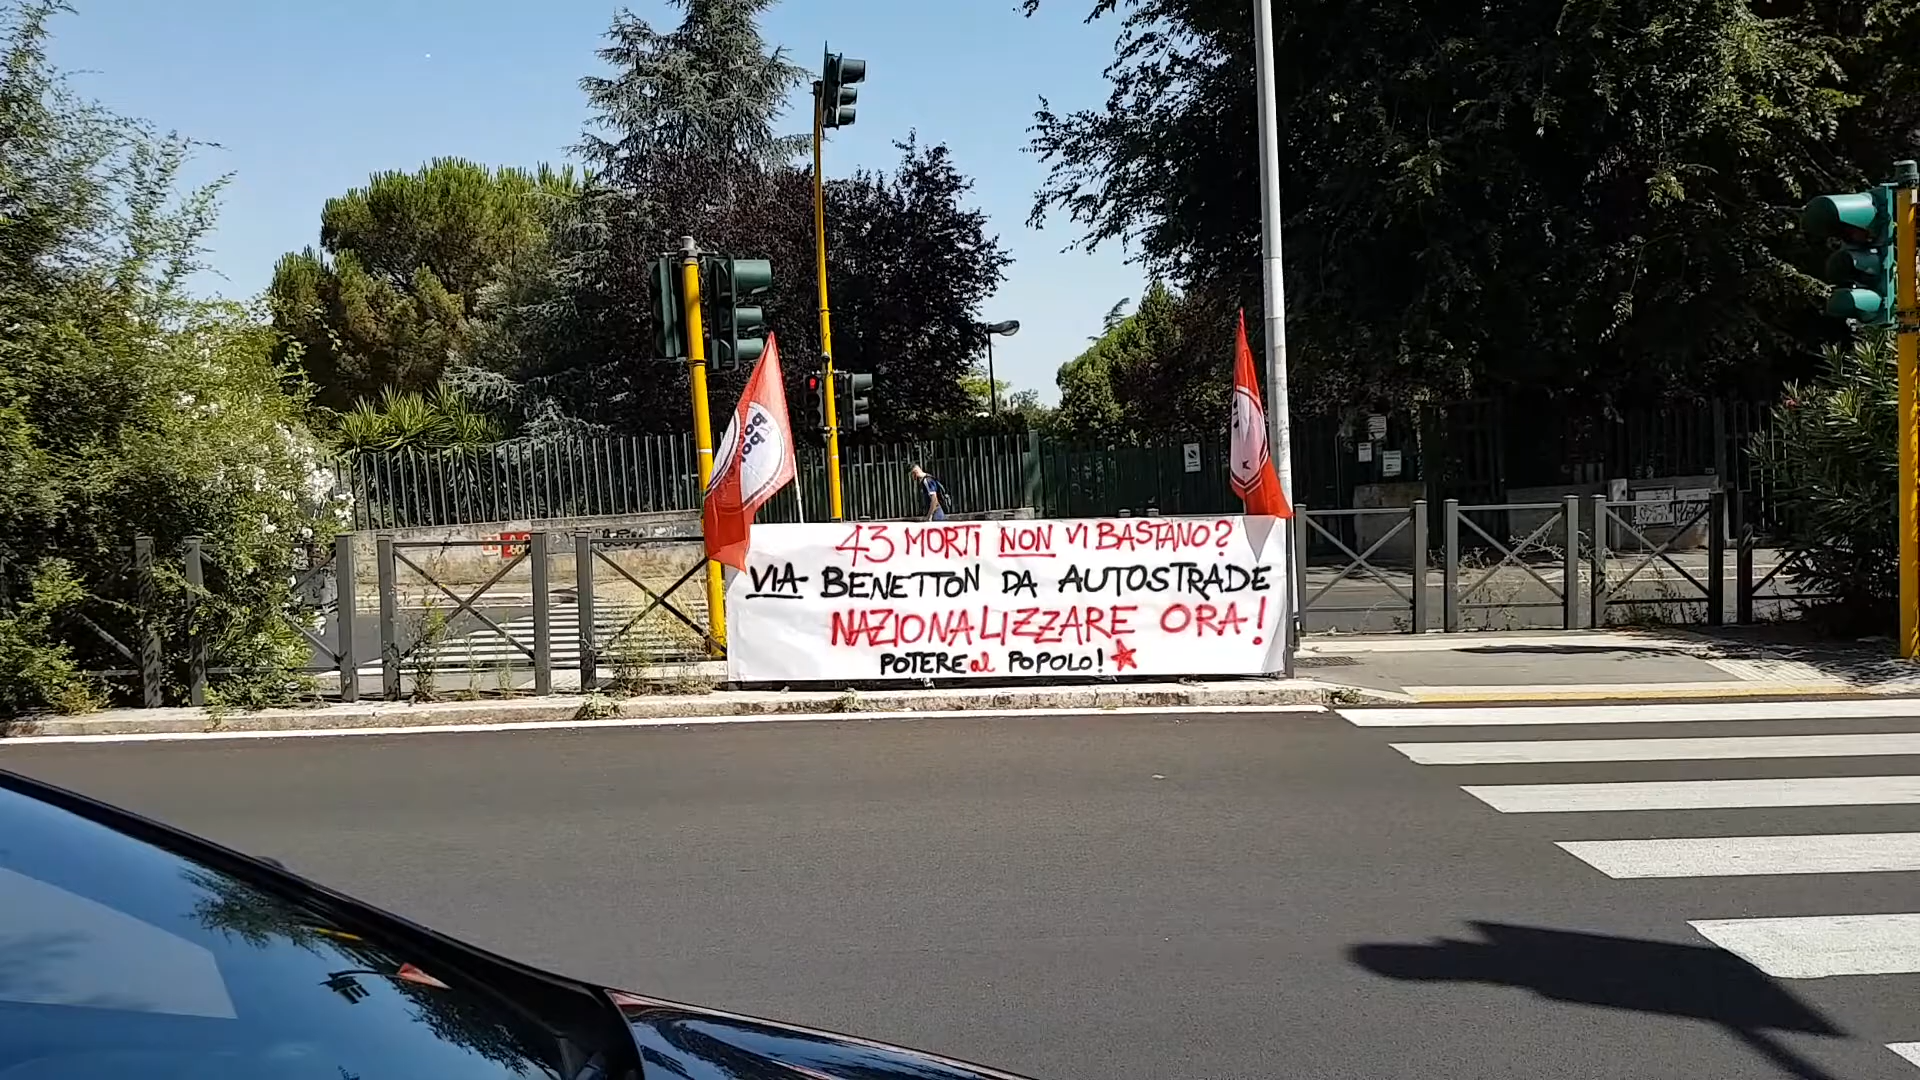 43 MORTI NON VI BASTANO?
VIA BENETTON DA AUTOSTRADE
NAZIONALIZZARE ORA!
POTERE al POPOLO!